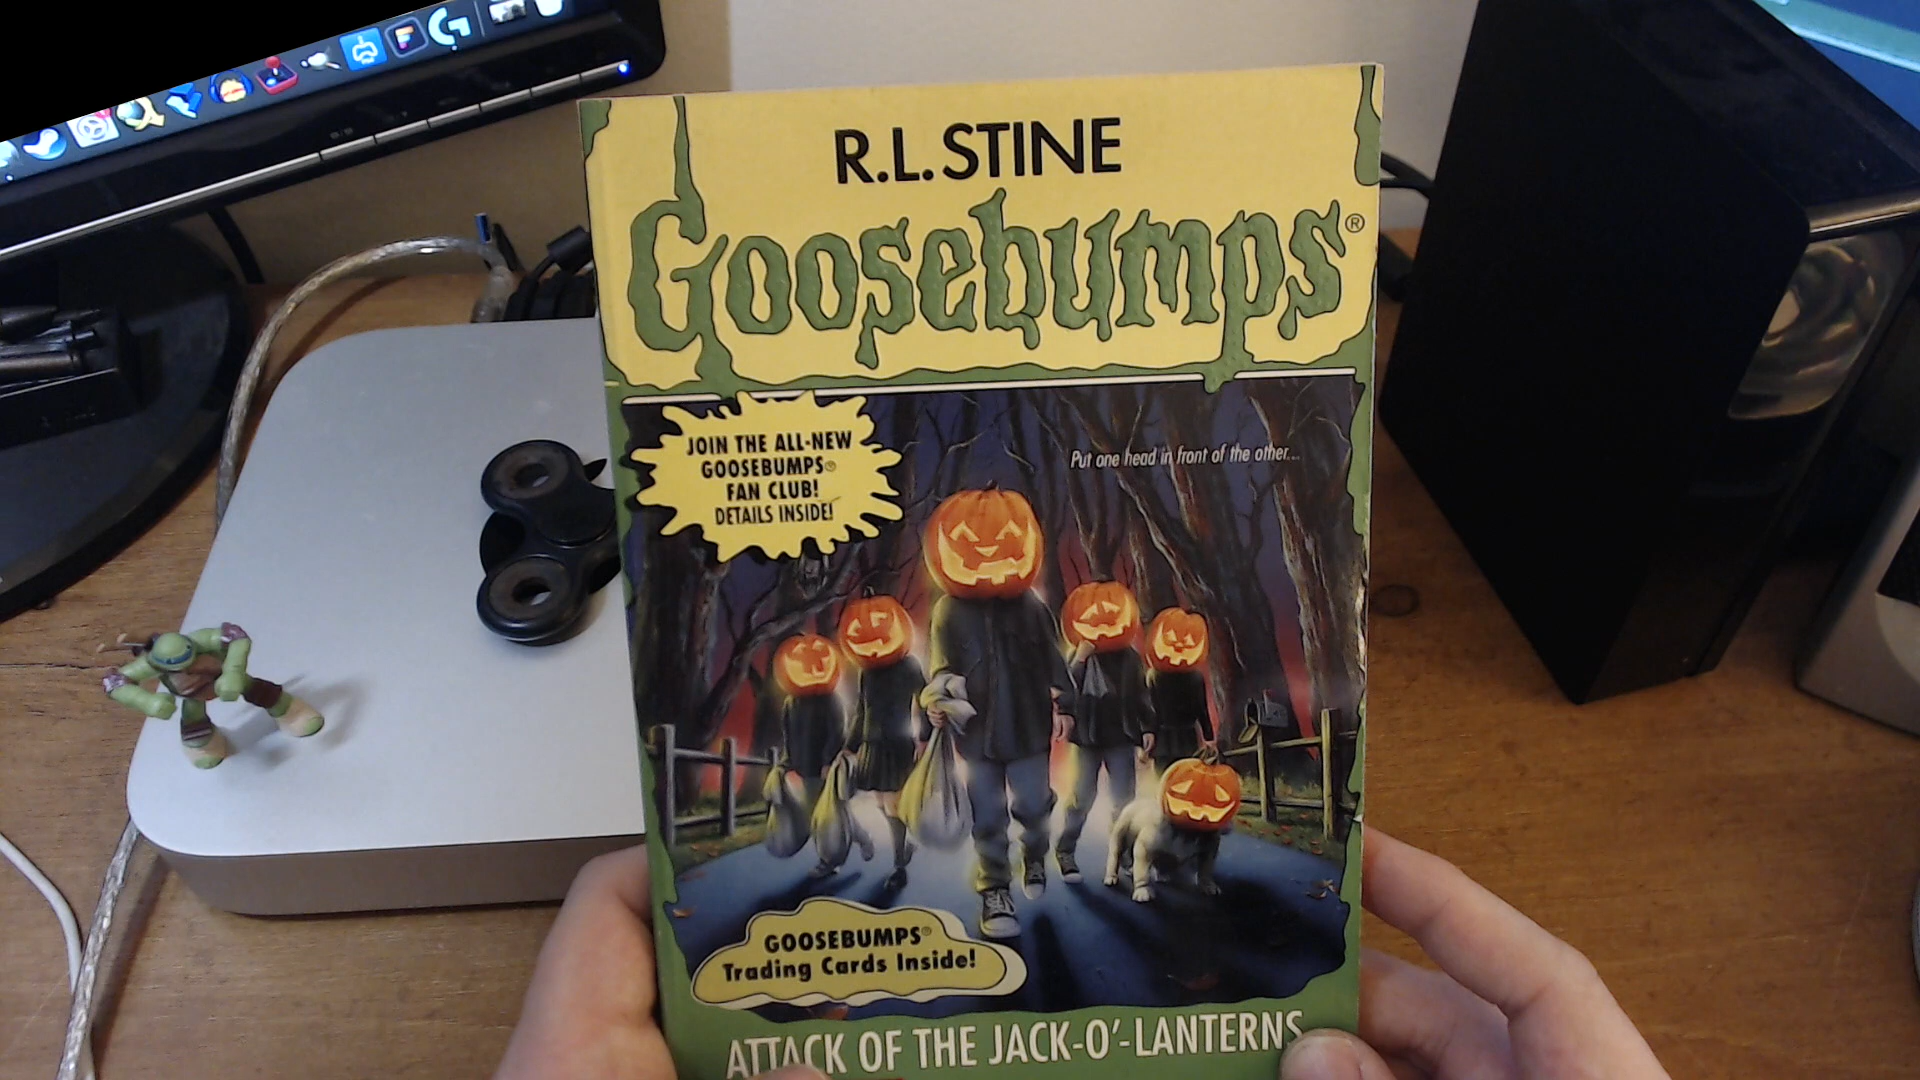 R.L. STINE
Goosebumps®
JOIN THE ALL-NEW
GOOSEBUMPS®
FAN CLUB!
DETAILS INSIDE!
Put one head in front of the other...
GOOSEBUMPS®
Trading Cards Inside!
ATTACK OF THE JACK-O'-LANTERNS